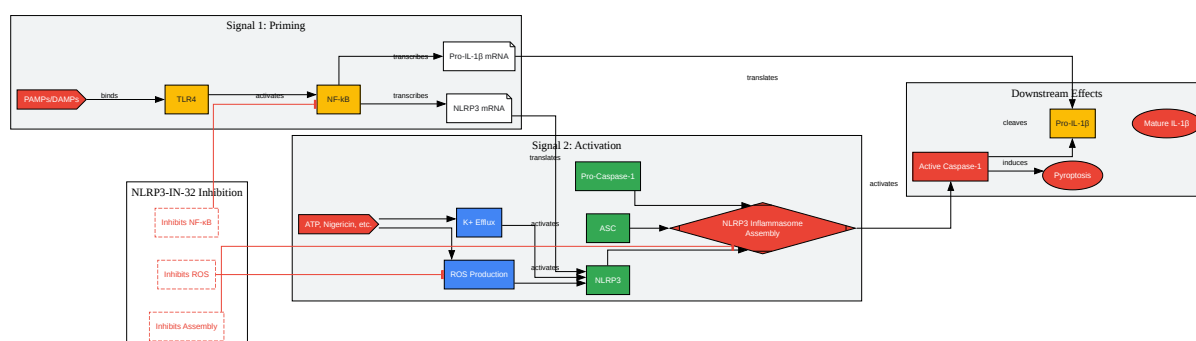 Signal 1: Priming
transcribes
Pro-IL-1β mRNA
PAMPs/DAMPs
binds
TLR4
activates
NF-kB
transcribes
NLRP3 mRNA
translates
Downstream Effects
cleaves
Pro-IL-1β
Mature IL-1β
Active Caspase-1
induces
Pyroptosis
activates
Signal 2: Activation
translates
Pro-Caspase-1
ATP, Nigericin, etc.
K+ Efflux
activates
ASC
NLRP3 Inflammasome
Assembly
ROS Production
activates
NLRP3
NLRP3-IN-32 Inhibition
Inhibits NF-κB
Inhibits ROS
Inhibits Assembly